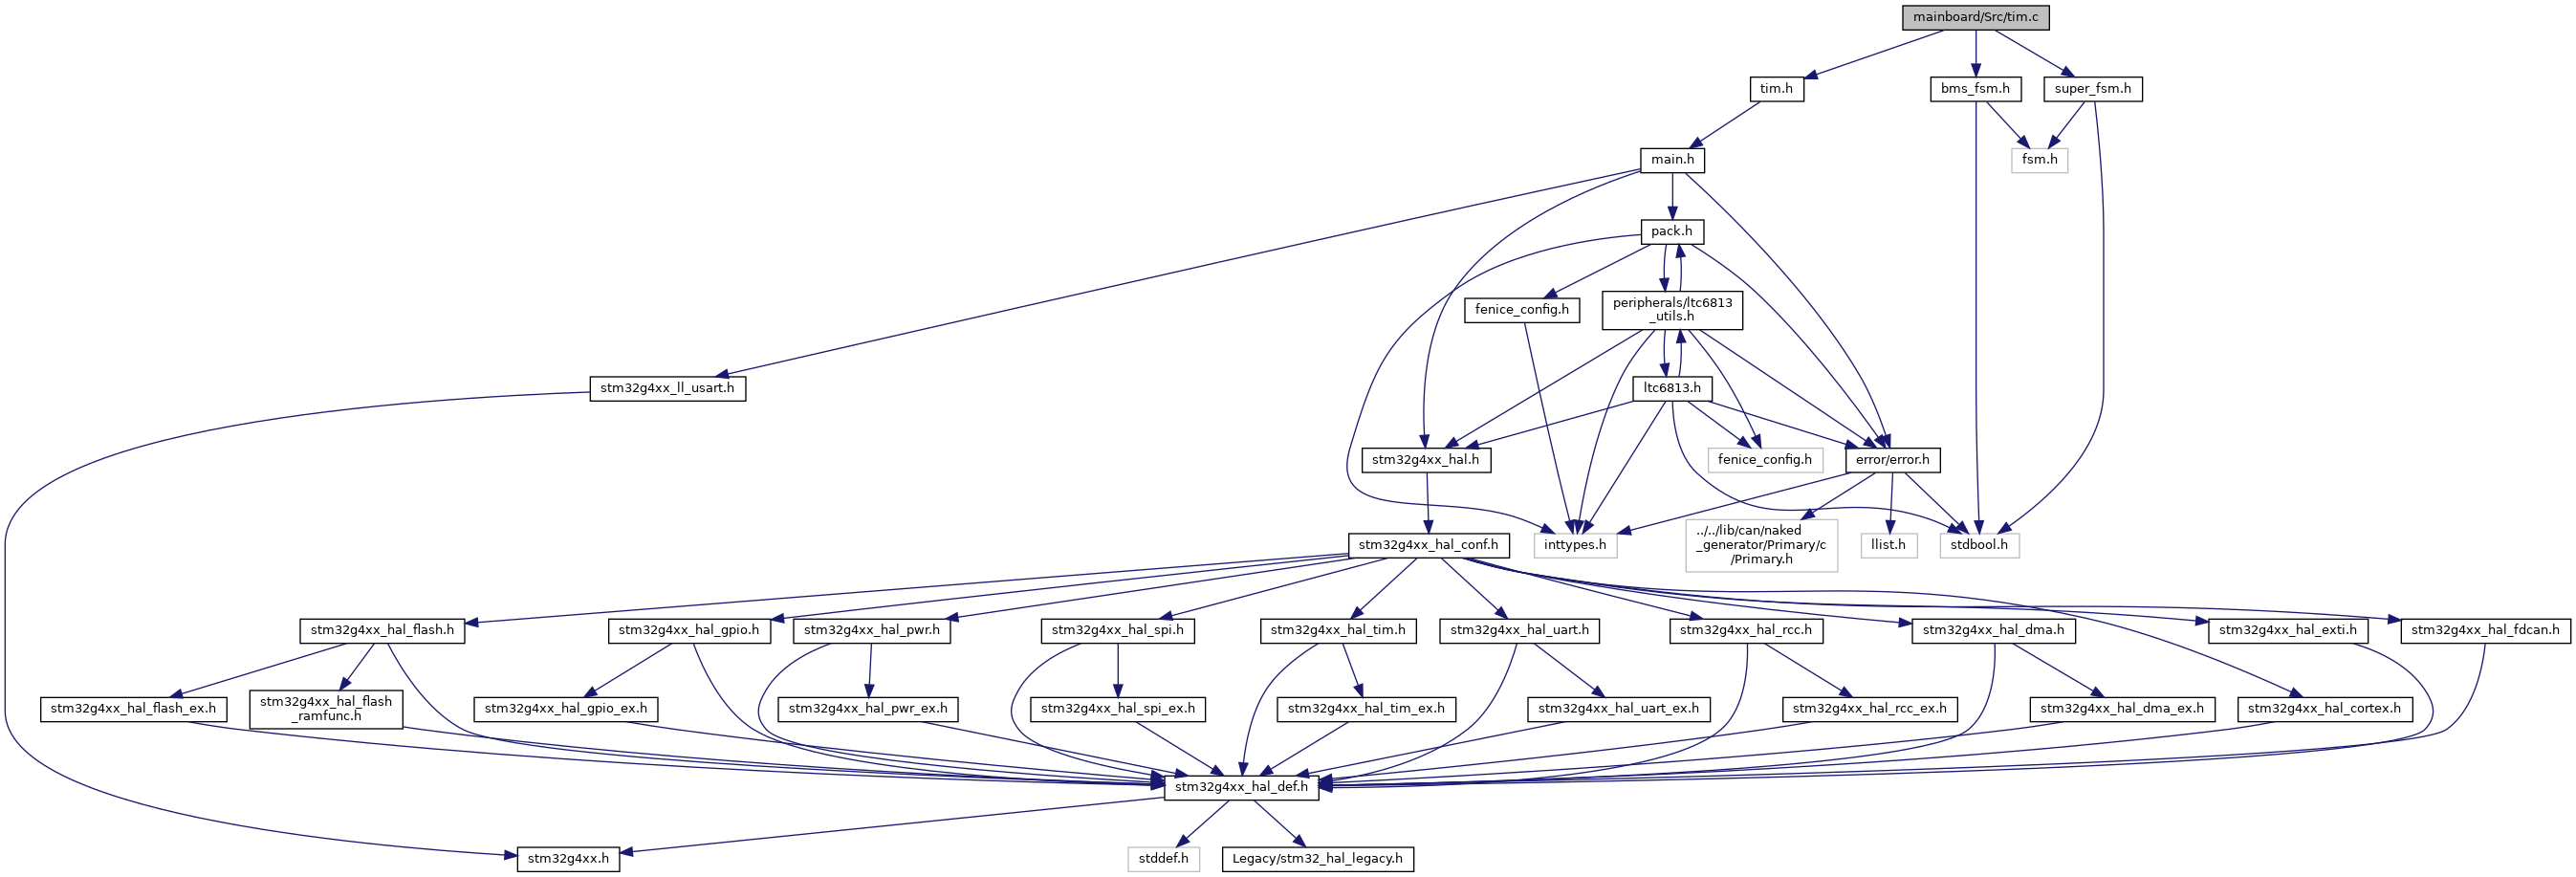 mainboard/Src/tim.c
tim.h
bms_fsm.h
super_fsm.h
main.h
fsm.h
pack.h
fenice_config.h
peripherals/ltc6813
_utils.h
stm32g4xx_ll_usart.h
ltc6813.h
stm32g4xx_hal.h
fenice_config.h
error/error.h
stm32g4xx_hal_conf.h
inttypes.h
../../lib/can/naked
_generator/Primary/c
/Primary.h
llist.h
stdbool.h
stm32g4xx_hal_flash.h
stm32g4xx_hal_gpio.h
stm32g4xx_hal_pwr.h
stm32g4xx_hal_spi.h
stm32g4xx_hal_tim.h
stm32g4xx_hal_uart.h
stm32g4xx_hal_rcc.h
stm32g4xx_hal_dma.h
stm32g4xx_hal_exti.h
stm32g4xx_hal_fdcan.h
stm32g4xx_hal_flash_ex.h
stm32g4xx_hal_flash
_ramfunc.h
stm32g4xx_hal_gpio_ex.h
stm32g4xx_hal_pwr_ex.h
stm32g4xx_hal_spi_ex.h
stm32g4xx_hal_tim_ex.h
stm32g4xx_hal_uart_ex.h
stm32g4xx_hal_rcc_ex.h
stm32g4xx_hal_dma_ex.h
stm32g4xx_hal_cortex.h
stm32g4xx_hal_def.h
stm32g4xx.h
stddef.h
Legacy/stm32_hal_legacy.h